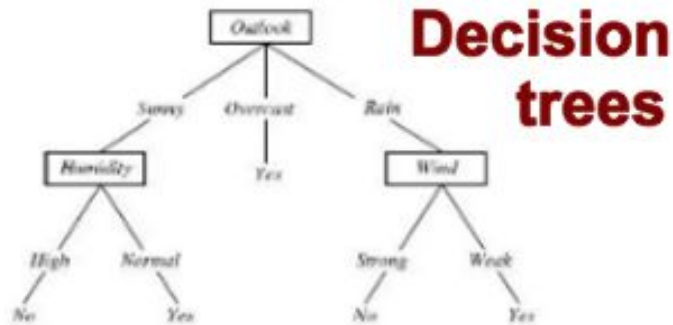 Outlook
Decision
trees
Sunny Overcast Rain
Humidity Yes Wind
High Normal Strong Weak
No Yes No Yes